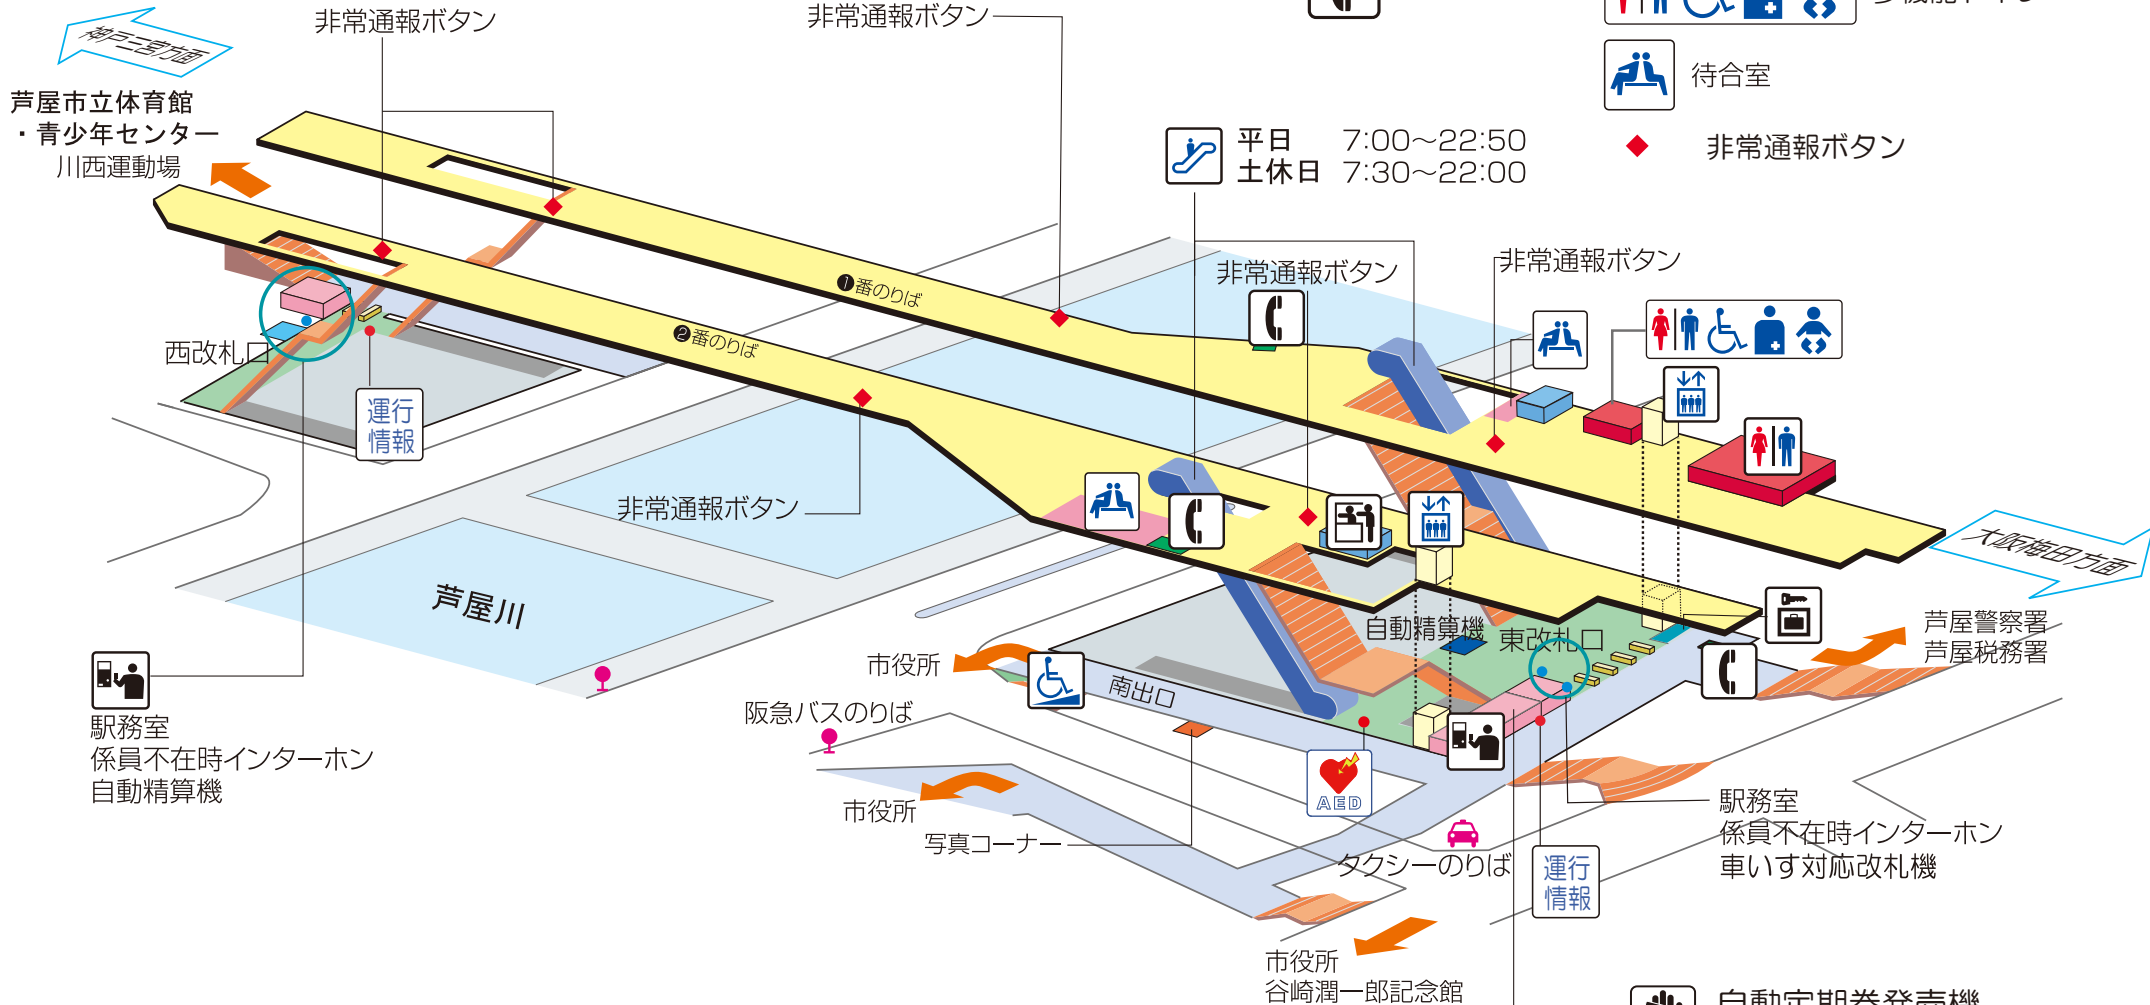 神戸三宮方面
非常通報ボタン
非常通報ボタン
待合室
芦屋市立体育館
・青少年センター
川西運動場
平日 7:00～22:50
土休日 7:30～22:00
非常通報ボタン
❶番のりば
❷番のりば
非常通報ボタン
非常通報ボタン
西改札口
運行
情報
非常通報ボタン
芦屋川
大阪梅田方面
自動精算機
東改札口
芦屋警察署
芦屋税務署
市役所
南出口
駅務室
係員不在時インターホン
自動精算機
阪急バスのりば
市役所
写真コーナー
AED
タクシーのりば
運行
情報
駅務室
係員不在時インターホン
車いす対応改札機
市役所
谷崎潤一郎記念館
自動定期券発売機